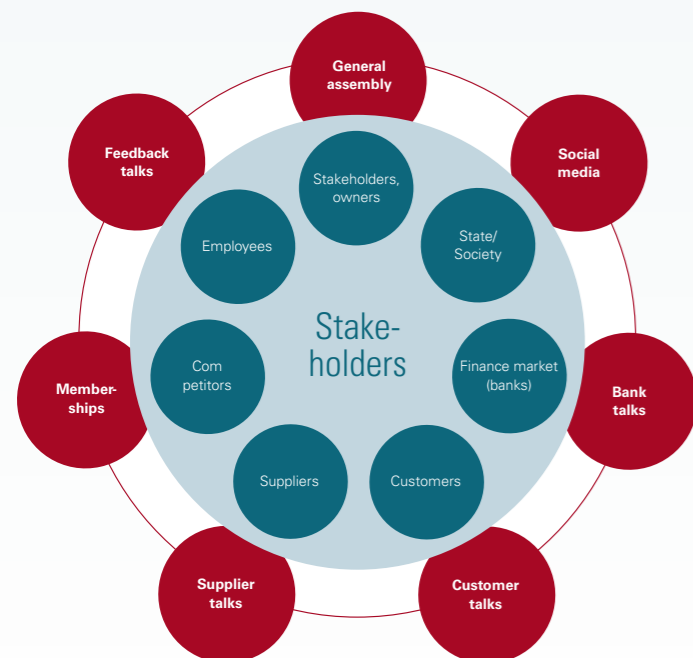 General
assembly
Feedback
talks
Social
media
Stakeholders,
owners
Employees
State/
Society
Stake-
holders
Com
petitors
Finance market
(banks)
Member-
ships
Bank
talks
Suppliers
Customers
Supplier
talks
Customer
talks